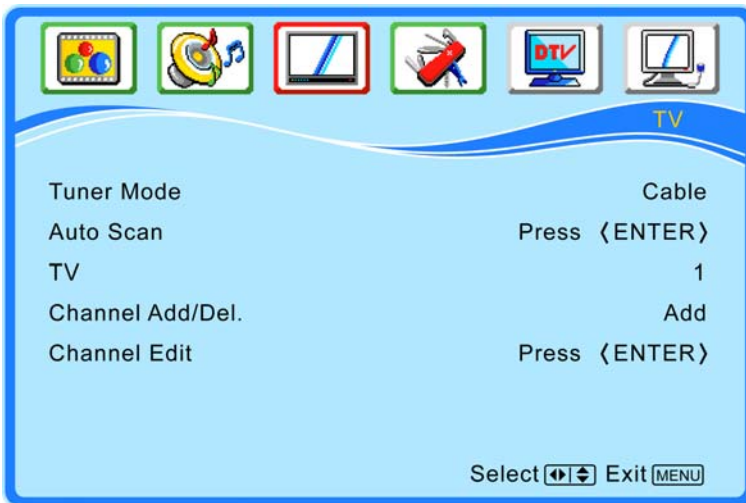 DTV
TV
Tuner Mode Cable
Auto Scan Press 〈ENTER〉
TV 1
Channel Add/Del. Add
Channel Edit Press 〈ENTER〉
Select Exit MENU